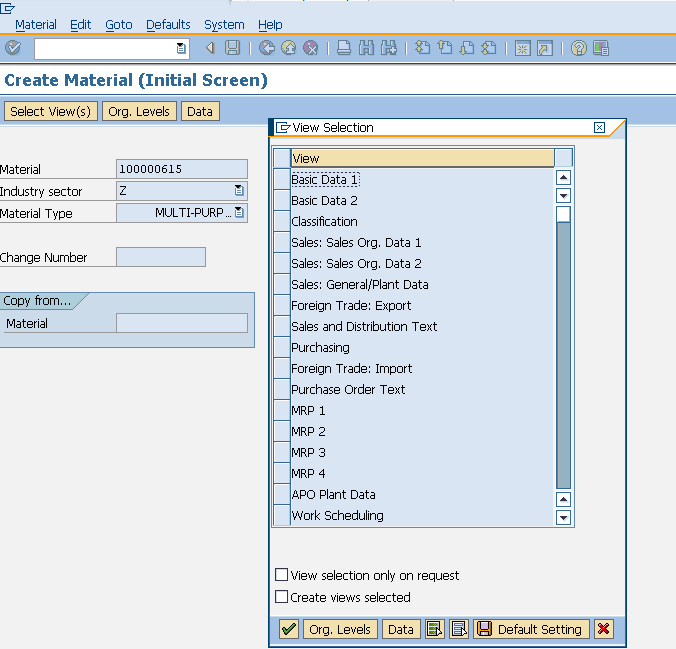 Material Edit Goto Defaults System Help
Create Material (Initial Screen)
Select View(s) Org. Levels Data
View Selection
Material 100000615
Industry sector Z
Material Type MULTI-PURP...
Change Number
Copy from...
Material
View
Basic Data 1
Basic Data 2
Classification
Sales: Sales Org. Data 1
Sales: Sales Org. Data 2
Sales: General/Plant Data
Foreign Trade: Export
Sales and Distribution Text
Purchasing
Foreign Trade: Import
Purchase Order Text
MRP 1
MRP 2
MRP 3
MRP 4
APO Plant Data
Work Scheduling
View selection only on request
Create views selected
Org. Levels Data Default Setting